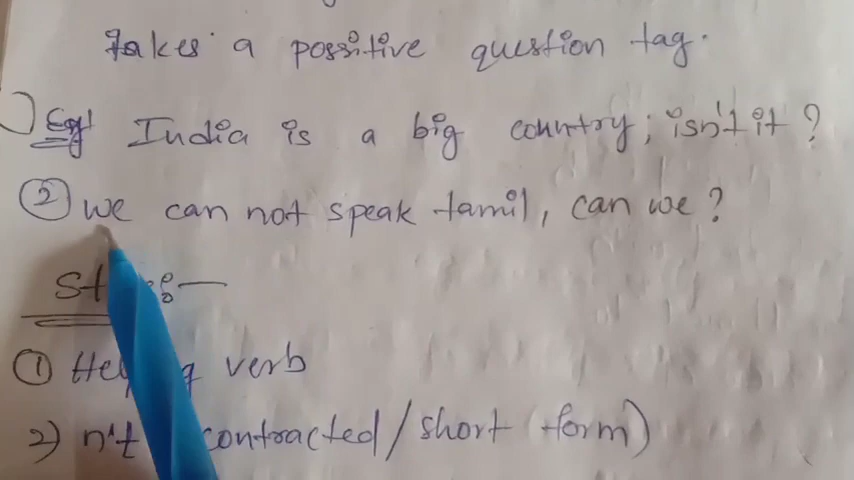 Takes a possitive question tag.
1) Eg! India is a big country; isn't it?
② we can not speak tamil, can we?
① verb
2) n't contracted/short form)